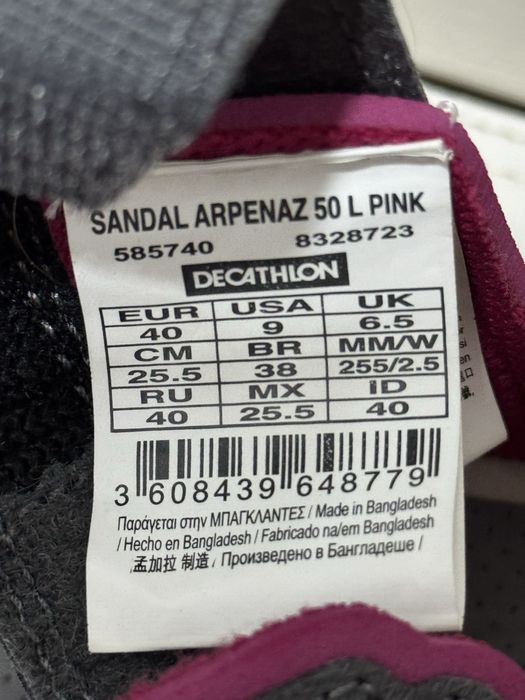 SANDAL ARPENAZ 50 L PINK
585740 8328723
DECATHLON
EUR USA UK
40 9 6.5
CM BR MM/W
25.5 38 255/2.5
RU MX iD
40 25.5 40
3 608439 648779
Παράγεται στην ΜΠΑΓΚΛΑΝΤΕΣ / Made in Bangladesh
/ Hecho en Bangladesh / Fabricado na/em Bangladesh
/ Произведено в Бангладеше /
孟加拉 制造